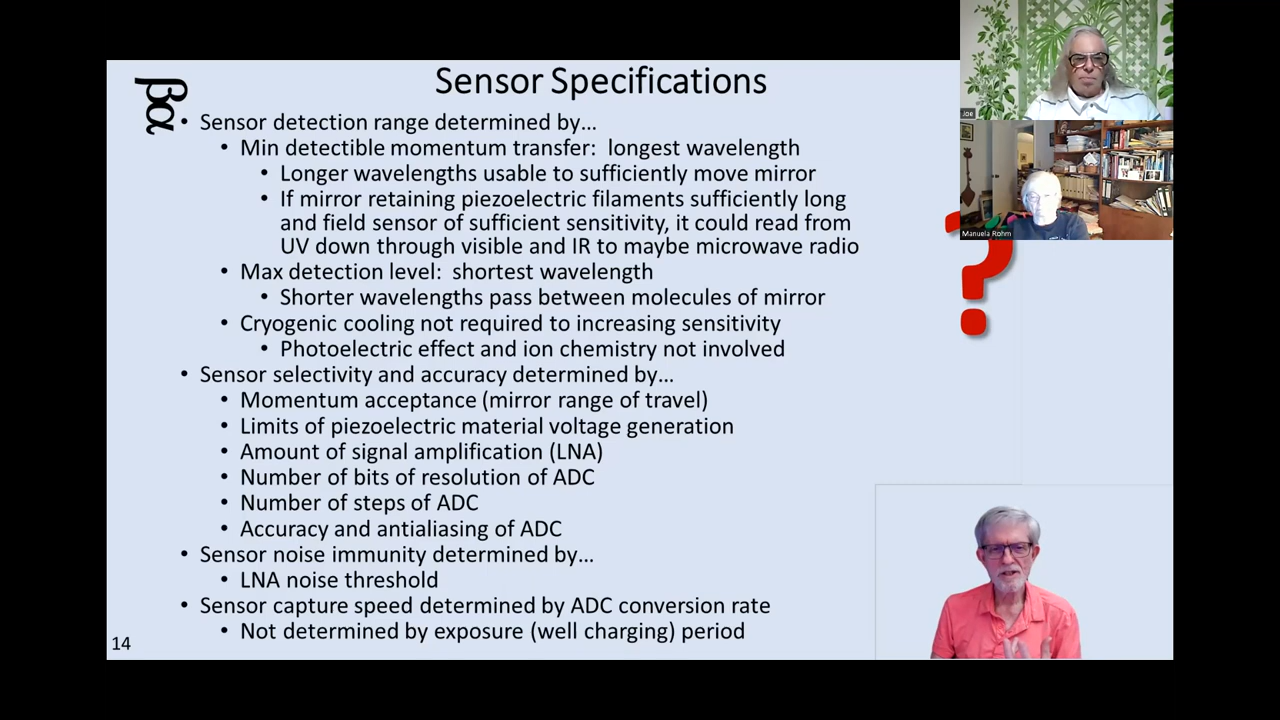 Sensor Specifications
βα
• Sensor detection range determined by...
• Min detectible momentum transfer: longest wavelength
• Longer wavelengths usable to sufficiently move mirror
• If mirror retaining piezoelectric filaments sufficiently long
and field sensor of sufficient sensitivity, it could read from
UV down through visible and IR to maybe microwave radio
• Max detection level: shortest wavelength
• Shorter wavelengths pass between molecules of mirror
• Cryogenic cooling not required to increasing sensitivity
• Photoelectric effect and ion chemistry not involved
• Sensor selectivity and accuracy determined by...
• Momentum acceptance (mirror range of travel)
• Limits of piezoelectric material voltage generation
• Amount of signal amplification (LNA)
• Number of bits of resolution of ADC
• Number of steps of ADC
• Accuracy and antialiasing of ADC
• Sensor noise immunity determined by...
• LNA noise threshold
• Sensor capture speed determined by ADC conversion rate
• Not determined by exposure (well charging) period
14
?
Joe
Manuela Rohm